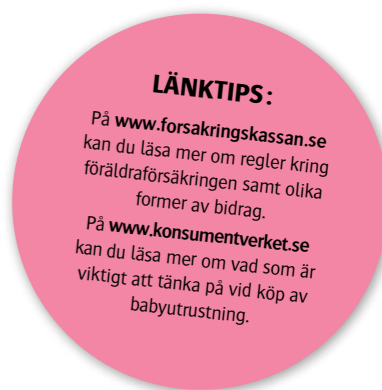 LÄNKTIPS:
På www.forsakringskassan.se
kan du läsa mer om regler kring
föräldraförsäkringen samt olika
former av bidrag.
På www.konsumentverket.se
kan du läsa mer om vad som är
viktigt att tänka på vid köp av
babyutrustning.